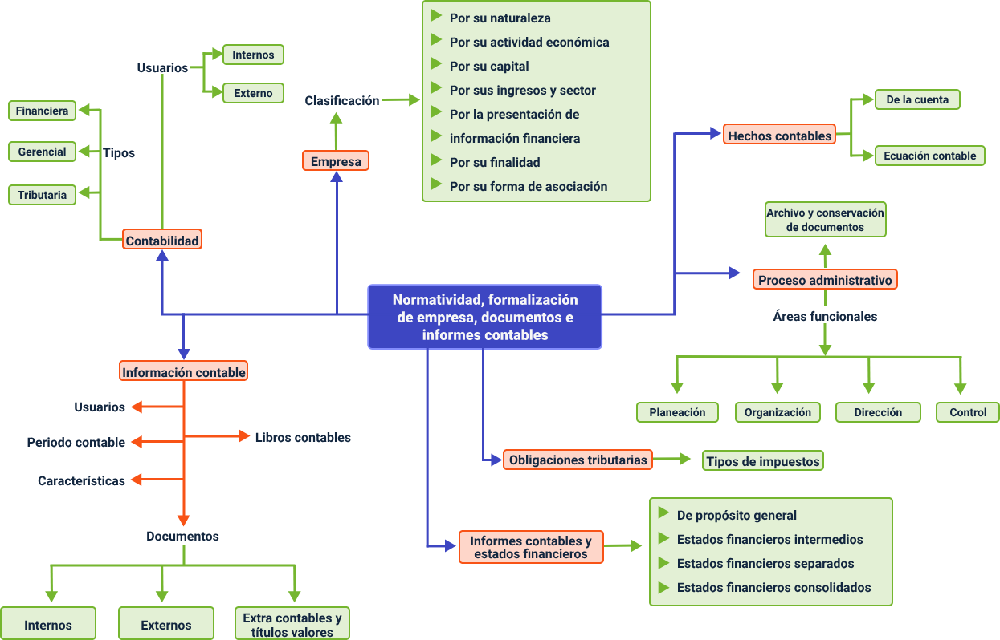 Usuarios
Internos
Externo
Financiera
Gerencial
Tributaria
Tipos
Contabilidad
Clasificación
Empresa
Por su naturaleza
Por su actividad económica
Por su capital
Por sus ingresos y sector
Por la presentación de
información financiera
Por su finalidad
Por su forma de asociación
Hechos contables
De la cuenta
Ecuación contable
Archivo y conservación
de documentos
Proceso administrativo
Áreas funcionales
Planeación
Organización
Dirección
Control
Normatividad, formalización
de empresa, documentos e
informes contables
Información contable
Usuarios
Periodo contable
Características
Libros contables
Documentos
Internos
Externos
Extra contables y
títulos valores
Obligaciones tributarias
Tipos de impuestos
Informes contables y
estados financieros
De propósito general
Estados financieros intermedios
Estados financieros separados
Estados financieros consolidados